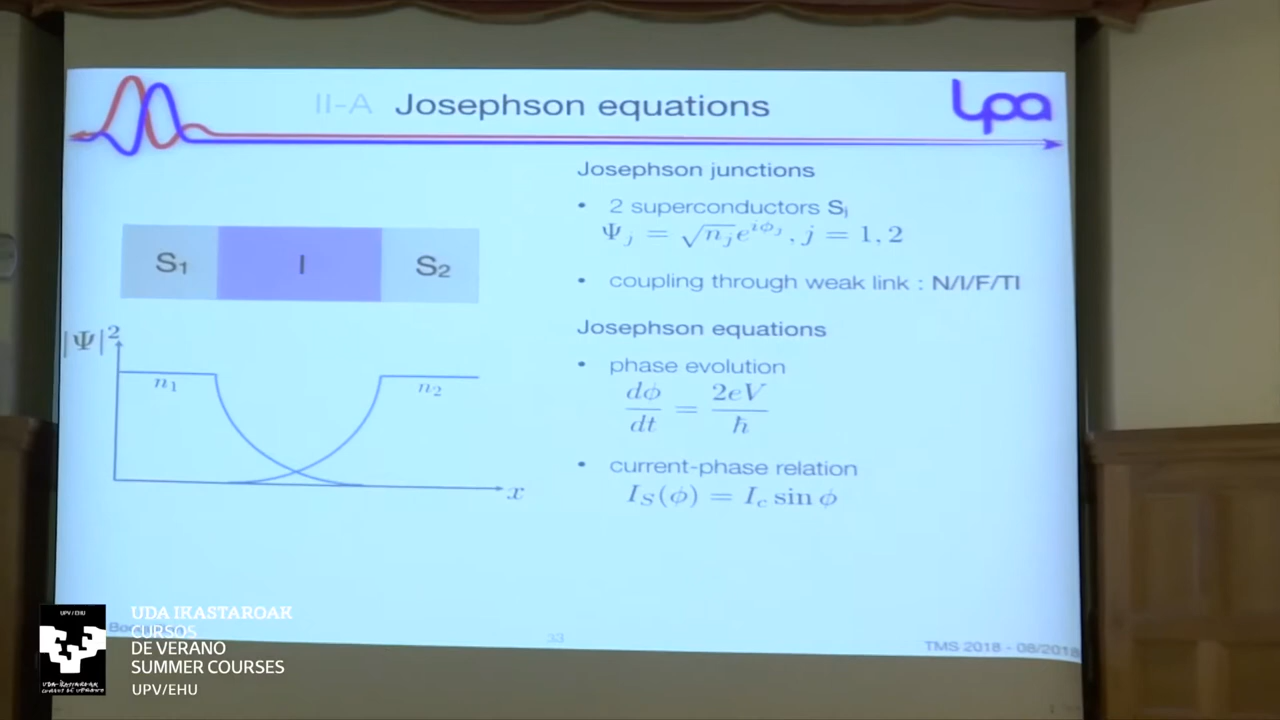 II-A Josephson equations
lpa
Josephson junctions
• 2 superconductors Sj
Ψj = √nj e^{iϕj}, j = 1, 2
• coupling through weak link : N/I/F/TI
S1 I S2
|Ψ|²
n1
n2
x
Josephson equations
• phase evolution
dϕ/dt = 2eV/ℏ
• current-phase relation
IS(ϕ) = Ic sin ϕ
33
TMS 2018 - 08/2018
UPV / EHU
UDA IKASTAROAK
CURSOS
DE VERANO
SUMMER COURSES
UPV/EHU